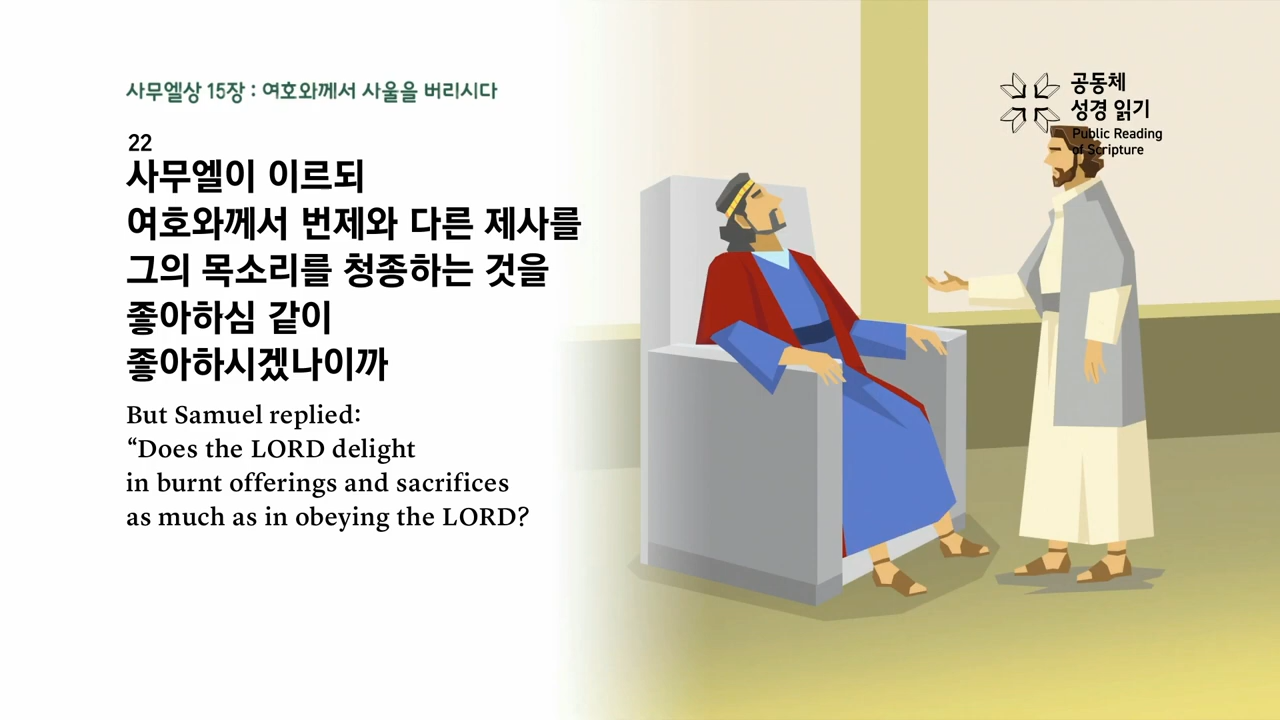 사무엘상 15장 : 여호와께서 사울을 버리시다
22
사무엘이 이르되
여호와께서 번제와 다른 제사를
그의 목소리를 청종하는 것을
좋아하심 같이
좋아하시겠나이까
But Samuel replied:
“Does the LORD delight
in burnt offerings and sacrifices
as much as in obeying the LORD?
공동체
성경 읽기
Public Reading
of Scripture